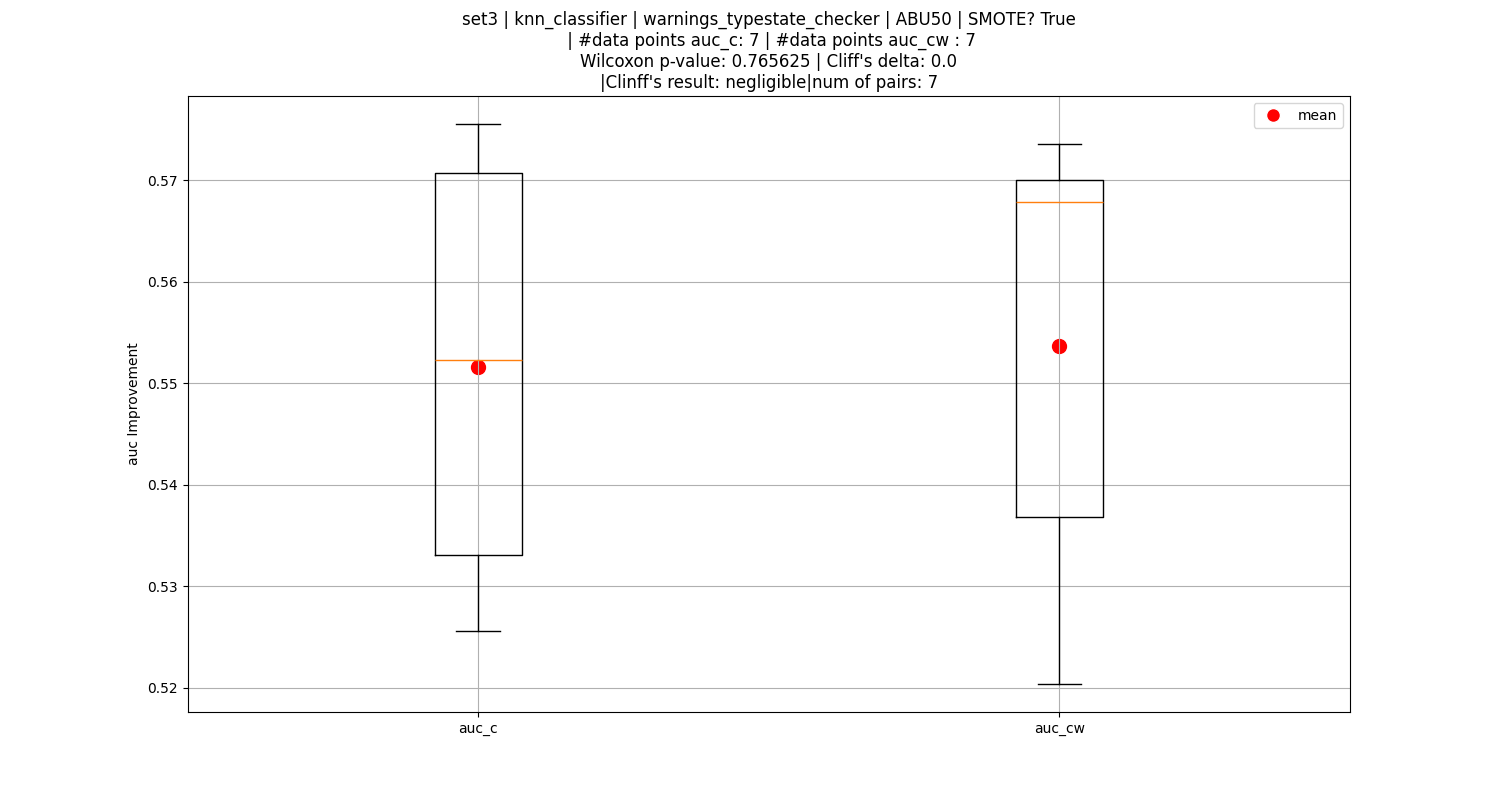 set3 | knn_classifier | warnings_typestate_checker | ABU50 | SMOTE? True
| #data points auc_c: 7 | #data points auc_cw : 7
Wilcoxon p-value: 0.765625 | Cliff's delta: 0.0
|Clinff's result: negligible|num of pairs: 7
mean
0.57
0.56
0.55
0.54
0.53
0.52
auc Improvement
auc_c
auc_cw